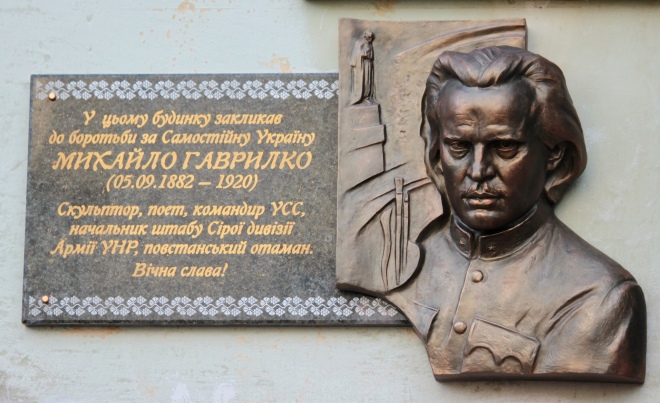 У цьому будинку закликав
до боротьби за Самостійну Україну
МИХАЙЛО ГАВРИЛКО
(05.09.1882 – 1920)
Скульптор, поет, командир УСС,
начальник штабу Сірої дивізії
Армії УНР, повстанський отаман.
Вічна слава!